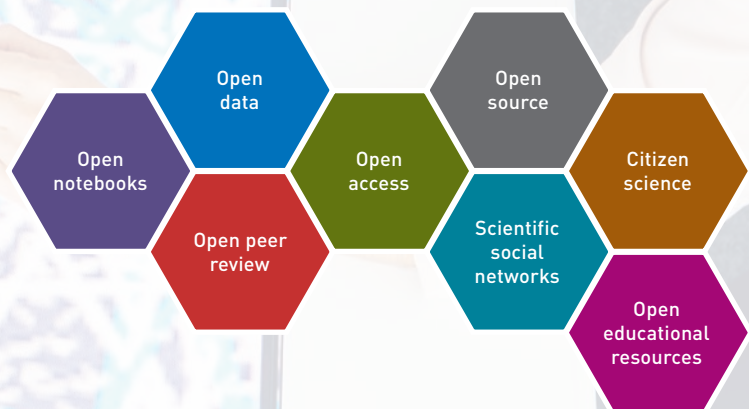 Open
data
Open
source
Open
notebooks
Open
access
Citizen
science
Open peer
review
Scientific
social
networks
Open
educational
resources